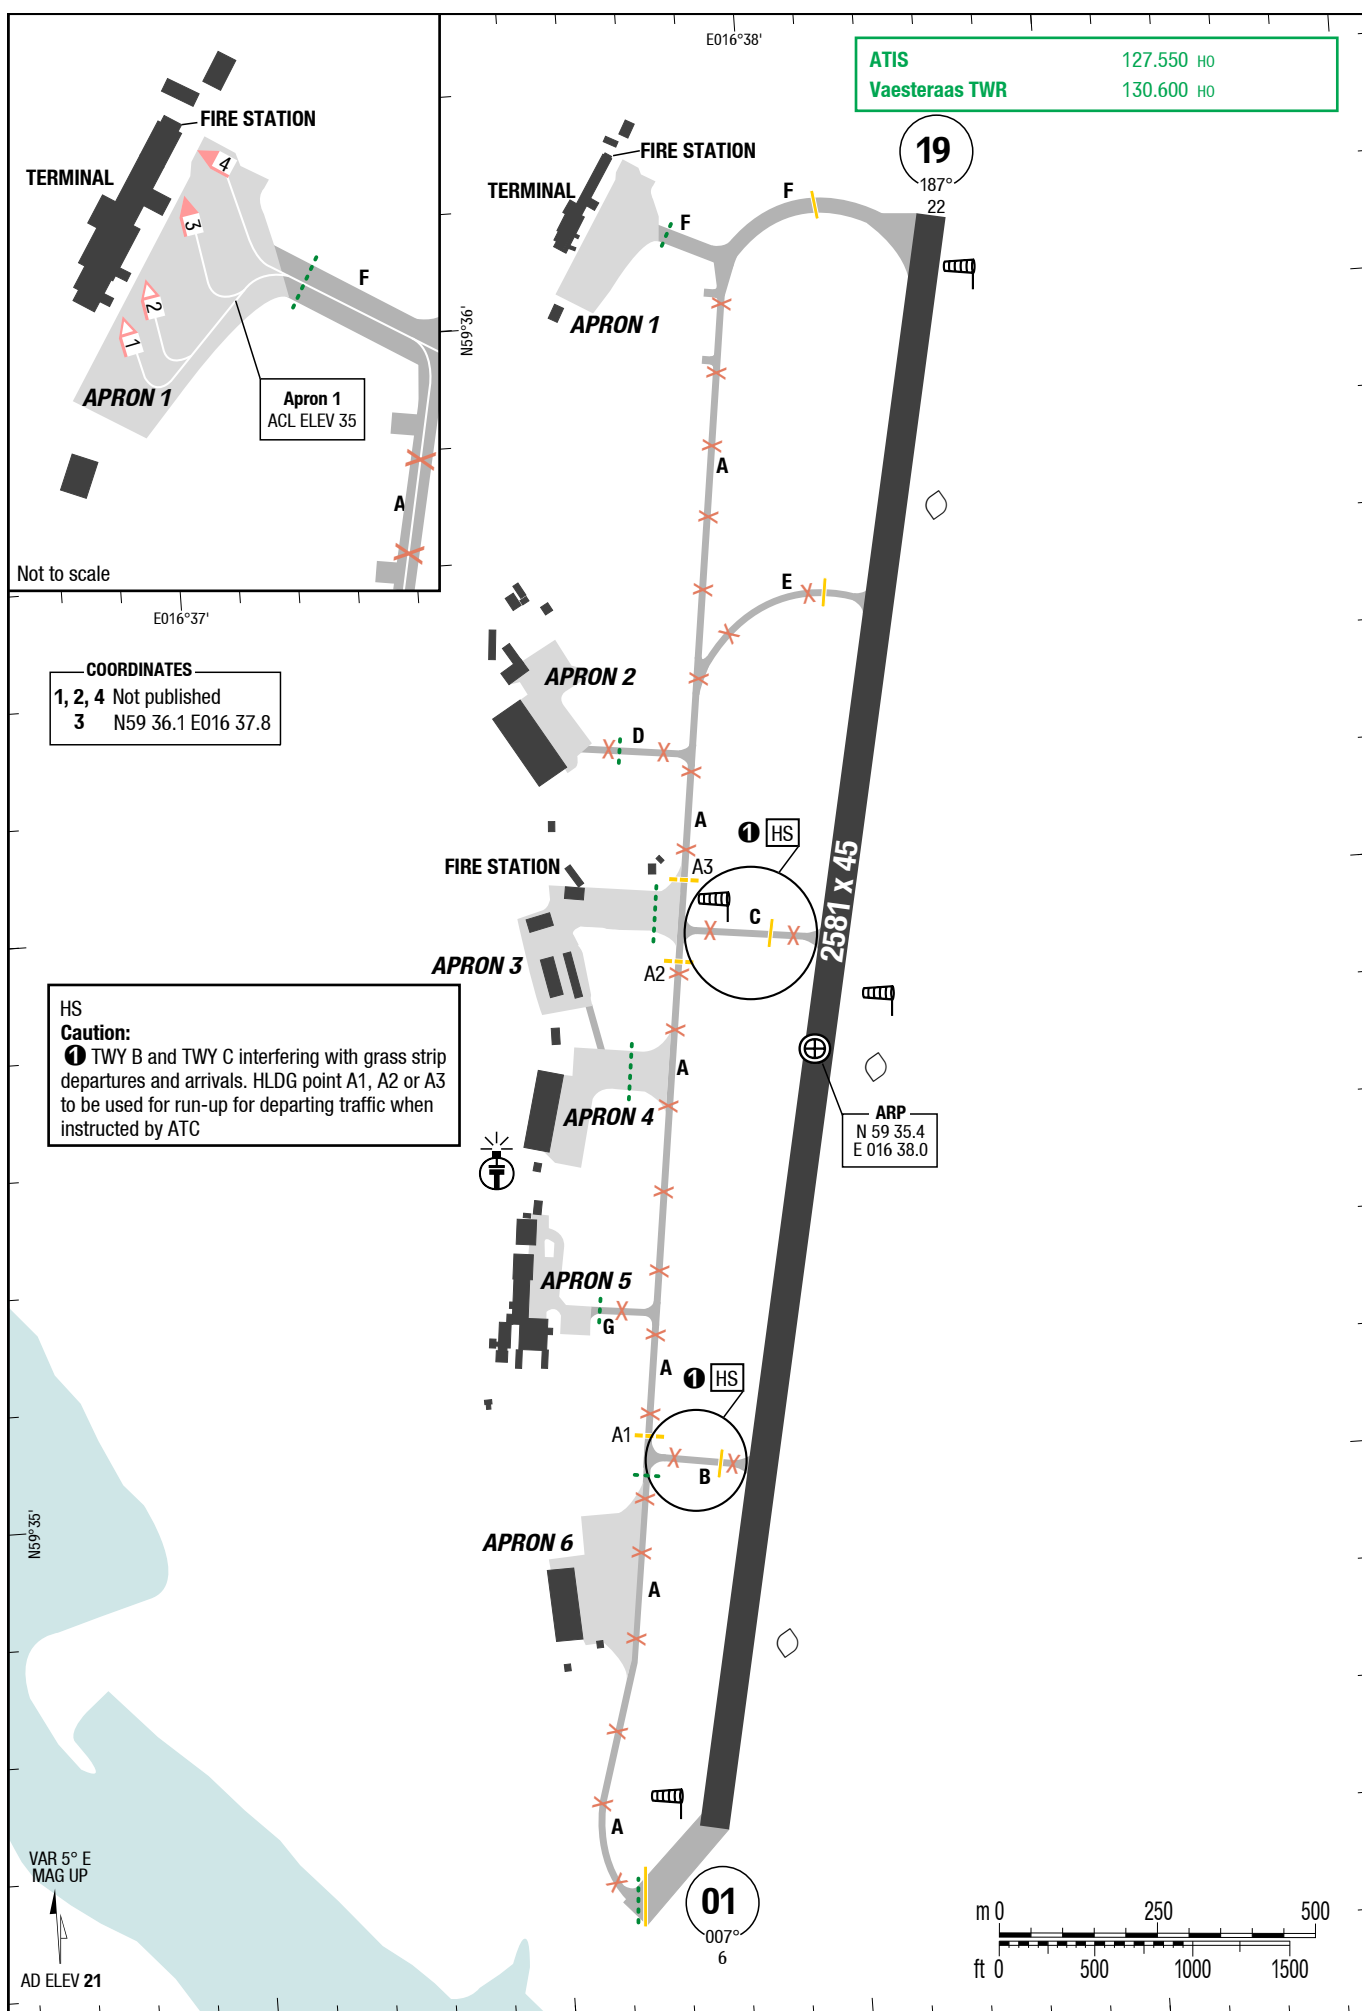 E016°38'
ATIS 127.550 HO
Vaesteraas TWR 130.600 HO
FIRE STATION
TERMINAL
4
3
2
1
F
APRON 1
Apron 1
ACL ELEV 35
A
Not to scale
N59°36'
E016°37'
FIRE STATION
TERMINAL
F
F
APRON 1
19
187°
22
A
E
COORDINATES
1, 2, 4 Not published
3 N59 36.1 E016 37.8
APRON 2
D
A
1 HS
FIRE STATION
A3
C
2581 x 45
APRON 3
A2
HS
Caution:
1 TWY B and TWY C interfering with grass strip
departures and arrivals. HLDG point A1, A2 or A3
to be used for run-up for departing traffic when
instructed by ATC
A
APRON 4
ARP
N 59 35.4
E 016 38.0
APRON 5
G
A
1 HS
A1
B
N59°35'
APRON 6
A
A
VAR 5° E
MAG UP
AD ELEV 21
01
007°
6
m 0 250 500
ft 0 500 1000 1500